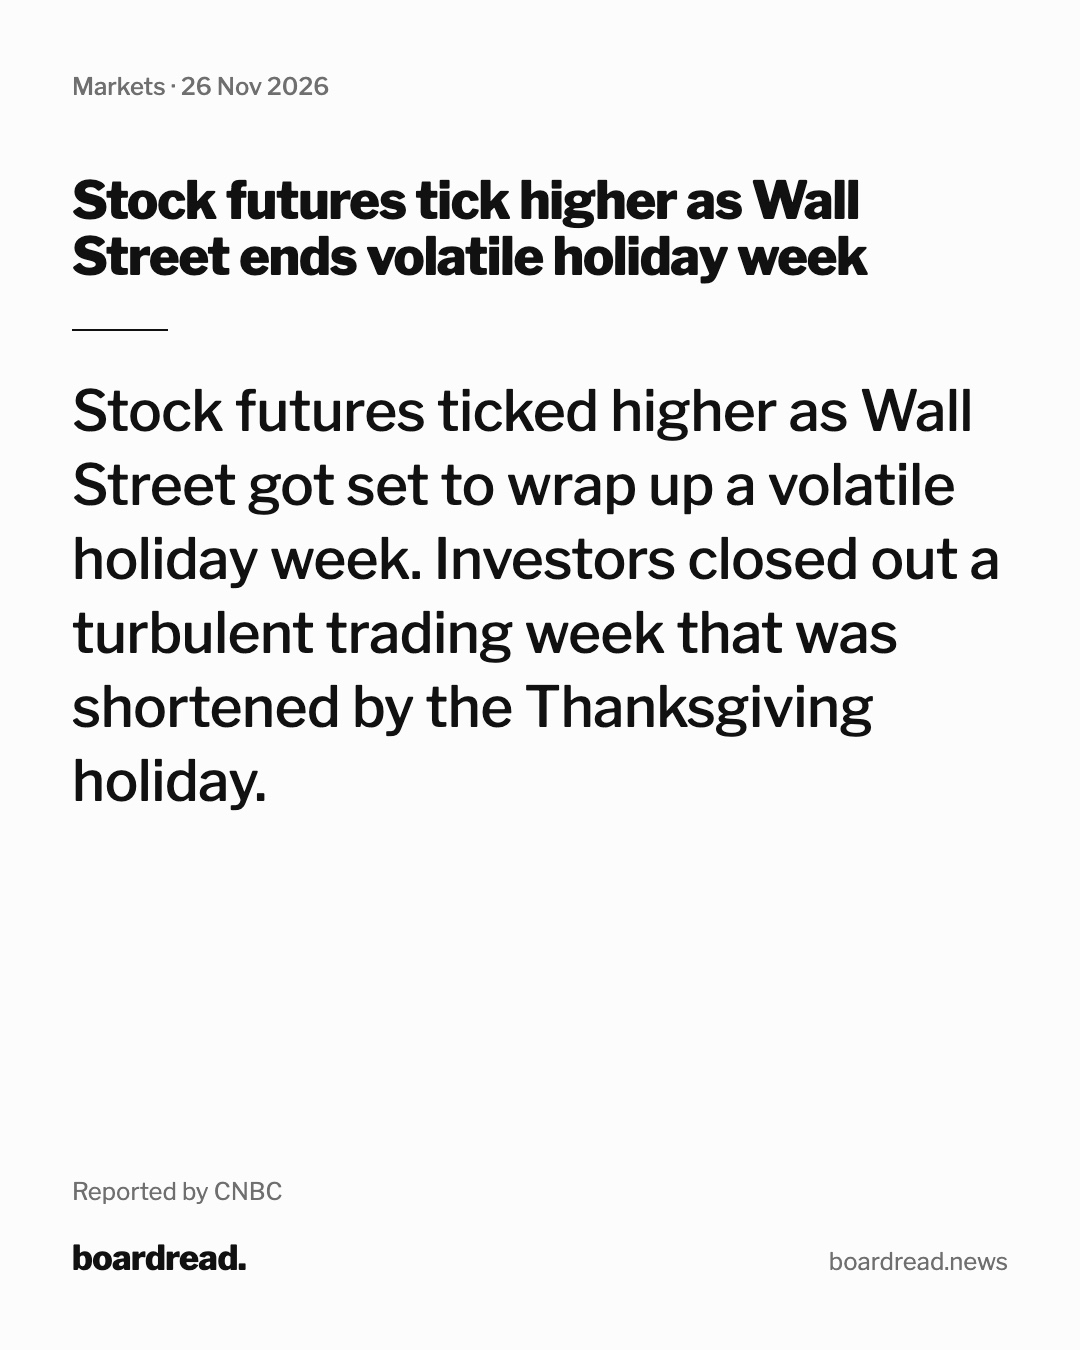 Markets · 26 Nov 2026
Stock futures tick higher as Wall
Street ends volatile holiday week
Stock futures ticked higher as Wall
Street got set to wrap up a volatile
holiday week. Investors closed out a
turbulent trading week that was
shortened by the Thanksgiving
holiday.
Reported by CNBC
boardread.
boardread.news